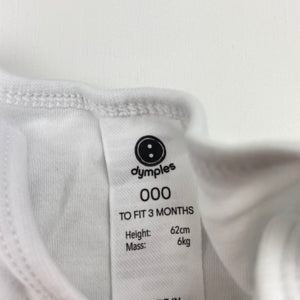 dymples
000
TO FIT 3 MONTHS
Height: 62cm
Mass: 6kg